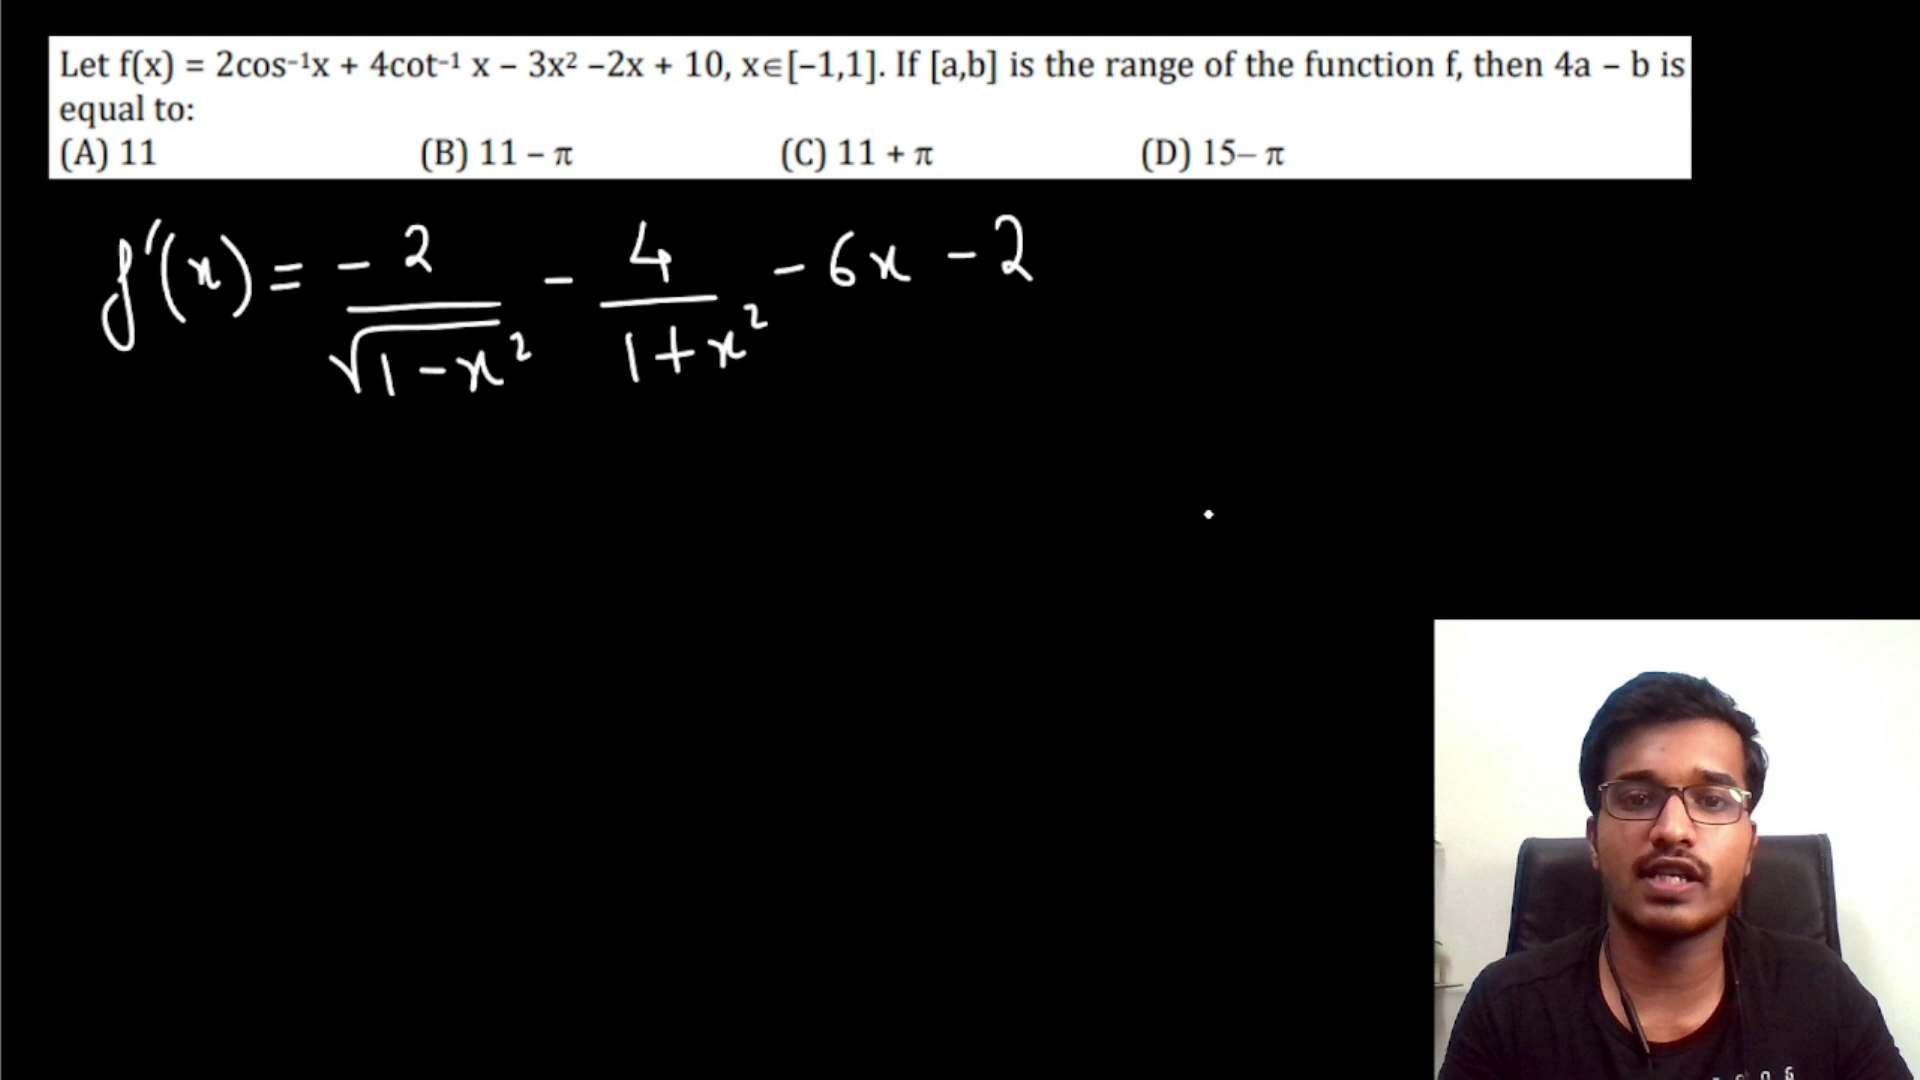 Let f(x) = 2cos⁻¹x + 4cot⁻¹ x – 3x² –2x + 10, x∈[–1,1]. If [a,b] is the range of the function f, then 4a – b is
equal to:
(A) 11 (B) 11 – π (C) 11 + π (D) 15– π
f'(x) = -2/√(1-x²) - 4/(1+x²) - 6x - 2